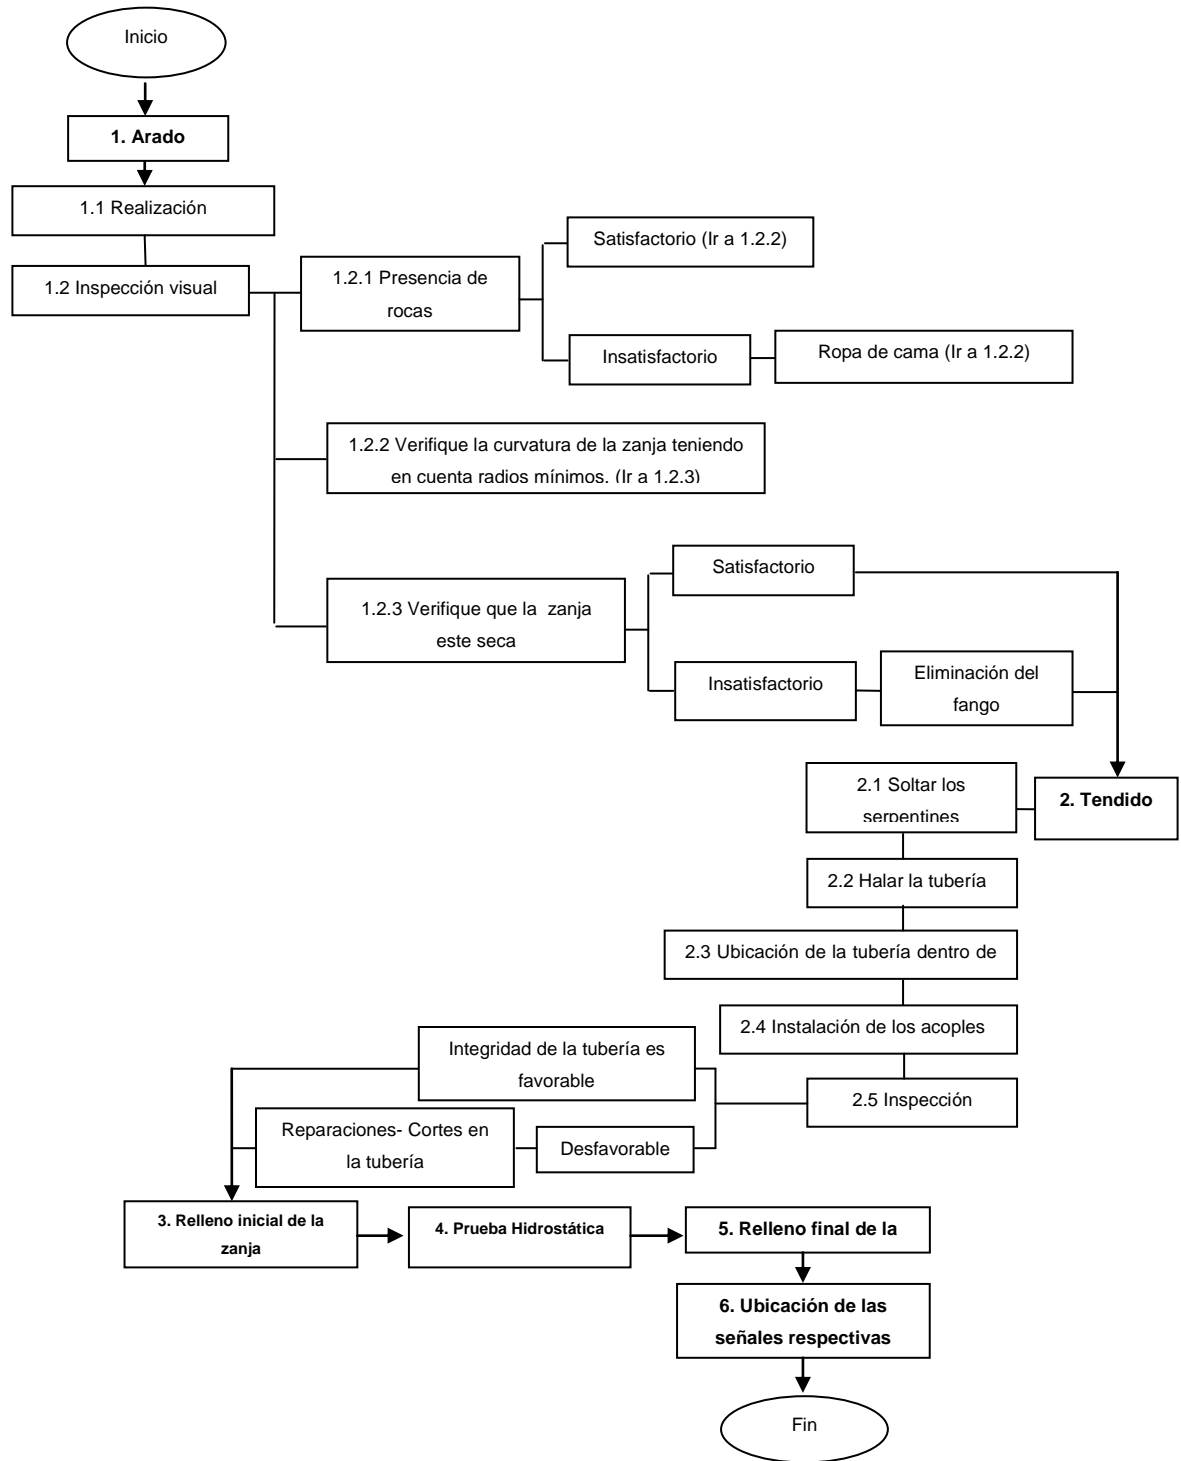 Inicio
1. Arado
1.1 Realización
1.2 Inspección visual
1.2.1 Presencia de
rocas
Satisfactorio (Ir a 1.2.2)
Insatisfactorio
Ropa de cama (Ir a 1.2.2)
1.2.2 Verifique la curvatura de la zanja teniendo
en cuenta radios mínimos. (Ir a 1.2.3)
1.2.3 Verifique que la zanja
este seca
Satisfactorio
Insatisfactorio
Eliminación del
fango
2. Tendido
2.1 Soltar los
serpentines
2.2 Halar la tubería
2.3 Ubicación de la tubería dentro de
2.4 Instalación de los acoples
2.5 Inspección
Integridad de la tubería es
favorable
Desfavorable
Reparaciones- Cortes en
la tubería
3. Relleno inicial de la
zanja
4. Prueba Hidrostática
5. Relleno final de la
6. Ubicación de las
señales respectivas
Fin